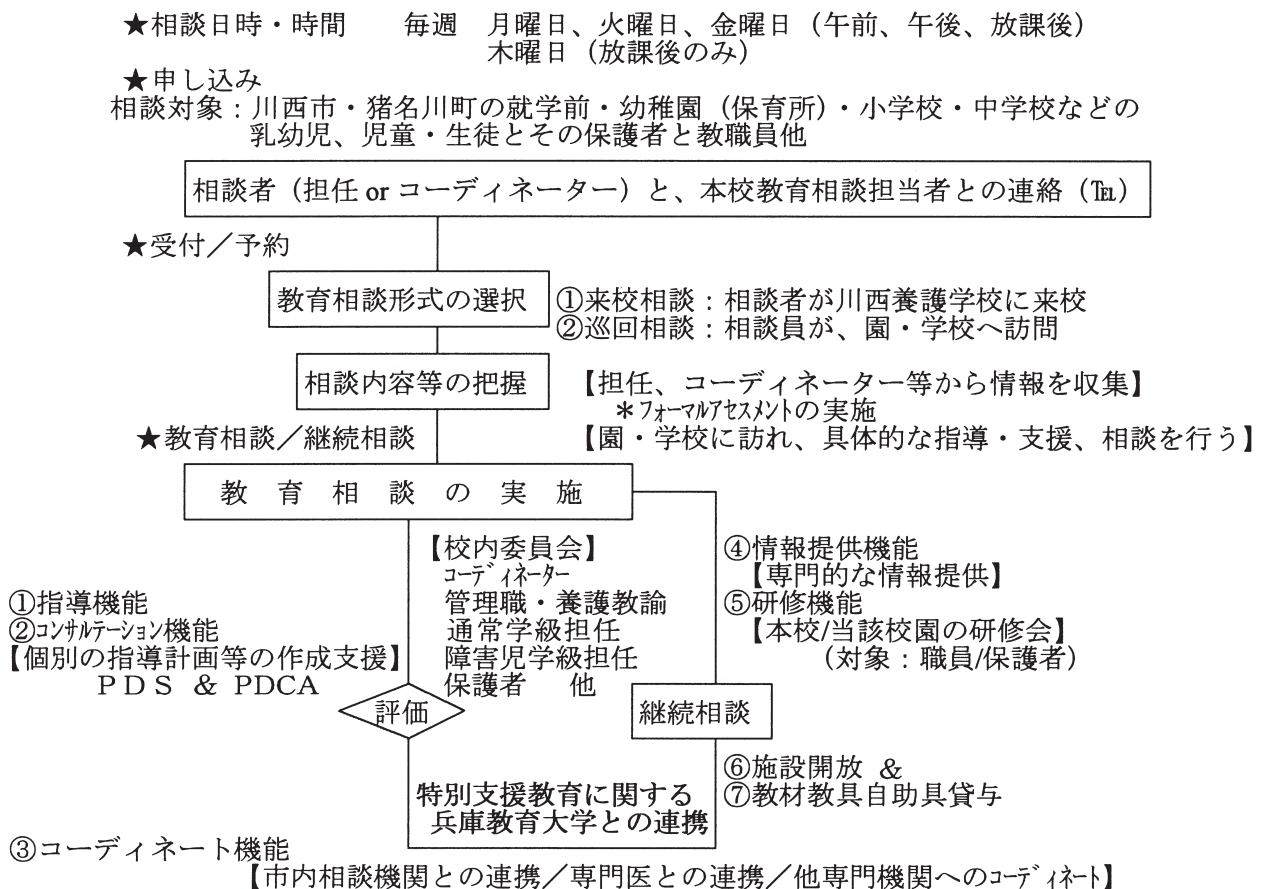 ★相談日時・時間　　毎週　月曜日、火曜日、金曜日（午前、午後、放課後）
木曜日（放課後のみ）
★申し込み
相談対象：川西市・猪名川町の就学前・幼稚園（保育所）・小学校・中学校などの
乳幼児、児童・生徒とその保護者と教職員他
相談者（担任 or コーディネーター）と、本校教育相談担当者との連絡（℡）
★受付／予約
教育相談形式の選択
①来校相談：相談者が川西養護学校に来校
②巡回相談：相談員が、園・学校へ訪問
相談内容等の把握
【担任、コーディネーター等から情報を収集】
＊ﾌｫｰﾏﾙｱｾｽﾒﾝﾄの実施
★教育相談／継続相談
【園・学校に訪れ、具体的な指導・支援、相談を行う】
教　育　相　談　の　実　施
【校内委員会】
ｺｰﾃﾞｨﾈｰﾀｰ
管理職・養護教諭
通常学級担任
障害児学級担任
保護者　他
①指導機能
②ｺﾝｻﾙﾃｰｼｮﾝ機能
【個別の指導計画等の作成支援】
ＰＤＳ ＆ PDCA
④情報提供機能
【専門的な情報提供】
⑤研修機能
【本校/当該校園の研修会】
（対象：職員/保護者）
評価
継続相談
⑥施設開放 ＆
⑦教材教具自助具貸与
特別支援教育に関する
兵庫教育大学との連携
③コーディネート機能
【市内相談機関との連携／専門医との連携／他専門機関へのｺｰﾃﾞｨﾈｰﾄ】